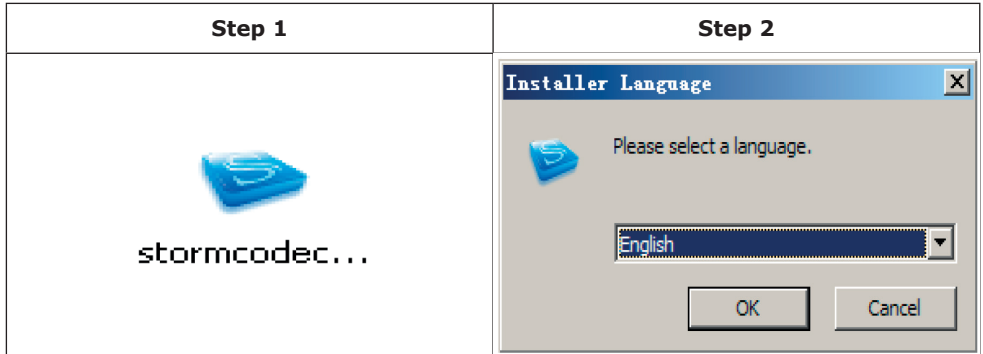 Step 1
Step 2
stormcodec...
Installer Language
Please select a language.
English
OK
Cancel